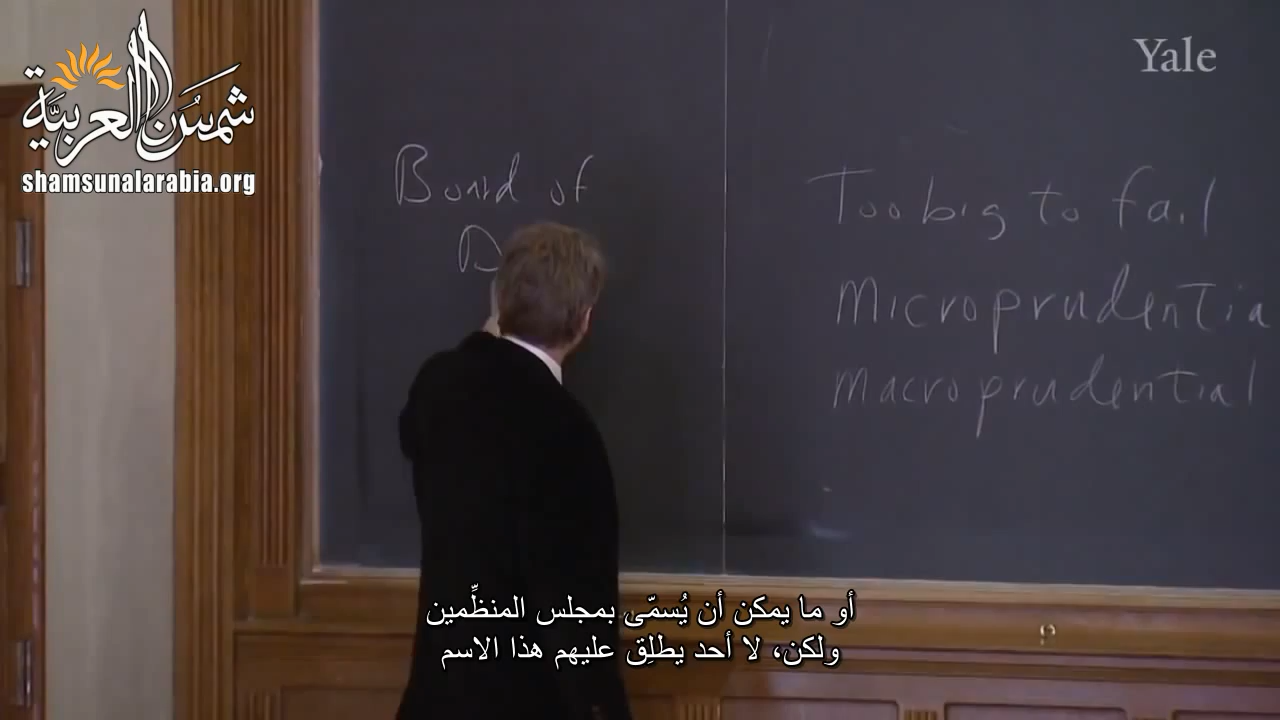 شمسُ العربيَّة
shamsunalarabia.org
Yale
Board of
D
Too big to fail
Microprudentia
Macroprudential
أو ما يمكن أن يُسمّى بمجلس المنظِّمين
ولكن، لا أحد يطلِق عليهم هذا الاسم